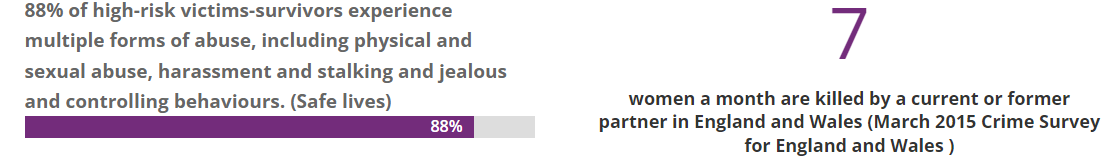 88% of high-risk victims-survivors experience
multiple forms of abuse, including physical and
sexual abuse, harassment and stalking and jealous
and controlling behaviours. (Safe lives)
88%
7
women a month are killed by a current or former
partner in England and Wales (March 2015 Crime Survey
for England and Wales )